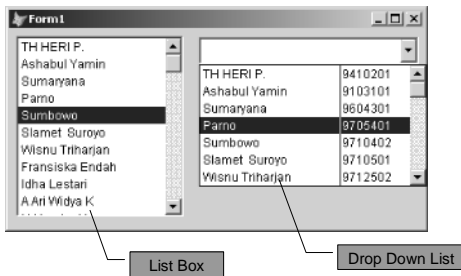 Form1
TH HERI P.
Ashabul Yamin
Sumaryana
Parno
Sumbowo
Slamet Suroyo
Wisnu Triharjan
Fransiska Endah
Idha Lestari
A Ari Widya K
TH HERI P. 9410201
Ashabul Yamin 9103101
Sumaryana 9604301
Parno 9705401
Sumbowo 9710402
Slamet Suroyo 9710501
Wisnu Triharjan 9712502
List Box
Drop Down List